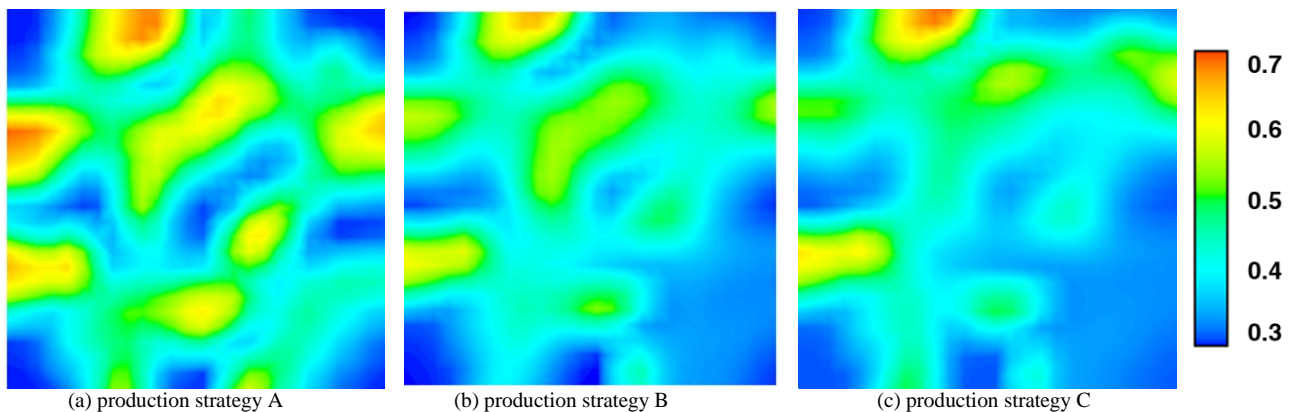 0.7
0.6
0.5
0.4
0.3
(a) production strategy A
(b) production strategy B
(c) production strategy C